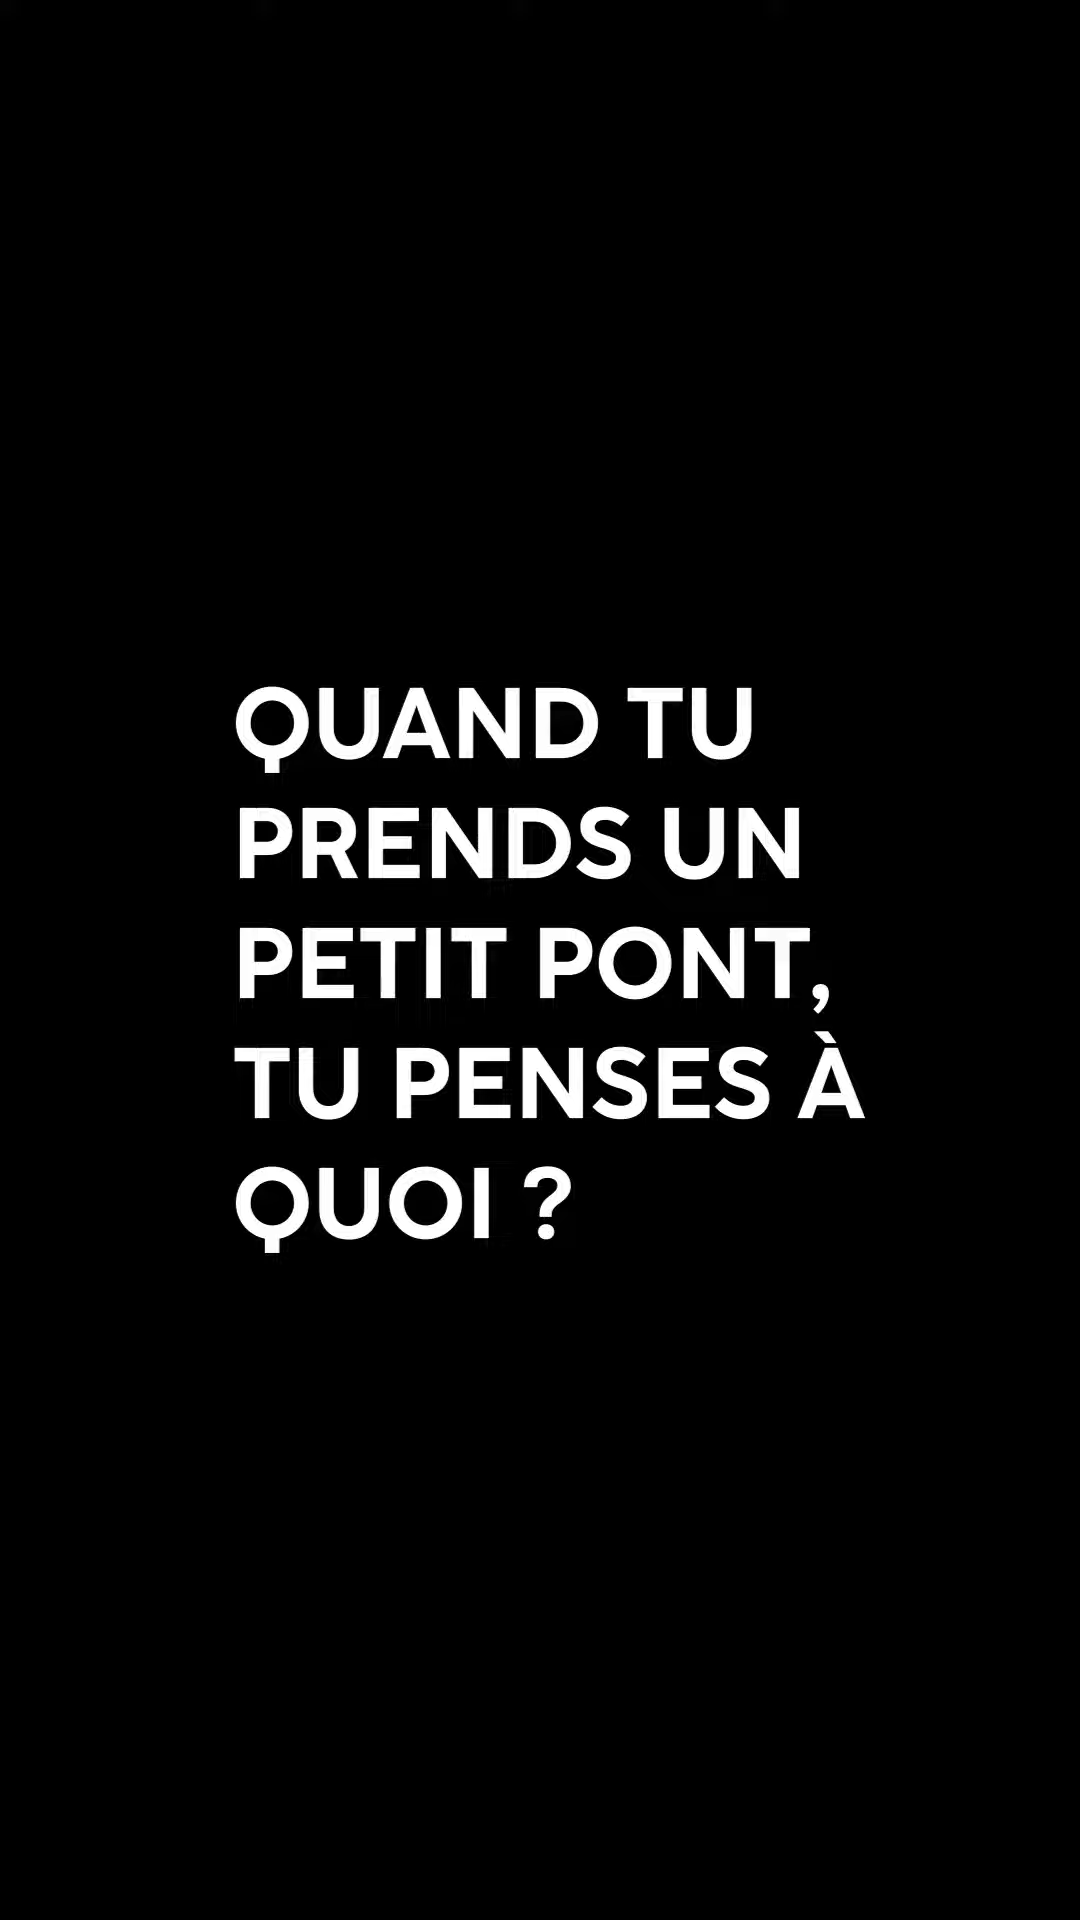 QUAND TU
PRENDS UN
PETIT PONT,
TU PENSES À
QUOI ?